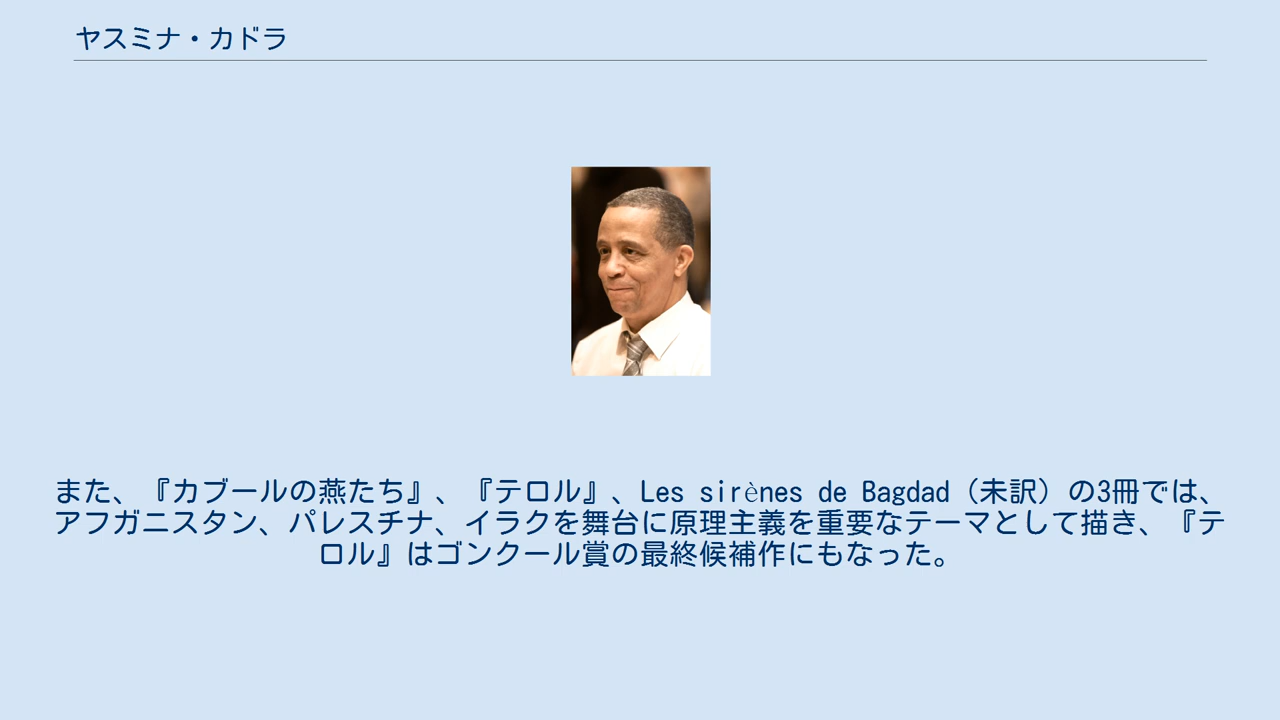 ヤスミナ・カドラ
また、『カブールの燕たち』、『テロル』、Les sirènes de Bagdad（未訳）の3冊では、
アフガニスタン、パレスチナ、イラクを舞台に原理主義を重要なテーマとして描き、『テ
ロル』はゴンクール賞の最終候補作にもなった。